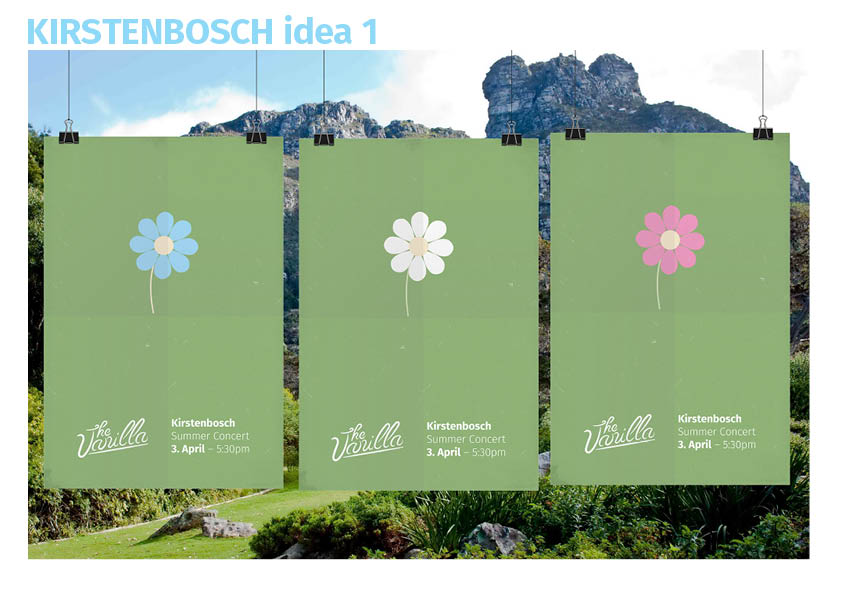 KIRSTENBOSCH idea 1
The
Vanilla
Kirstenbosch
Summer Concert
3. April – 5:30pm
The
Vanilla
Kirstenbosch
Summer Concert
3. April – 5:30pm
The
Vanilla
Kirstenbosch
Summer Concert
3. April – 5:30pm